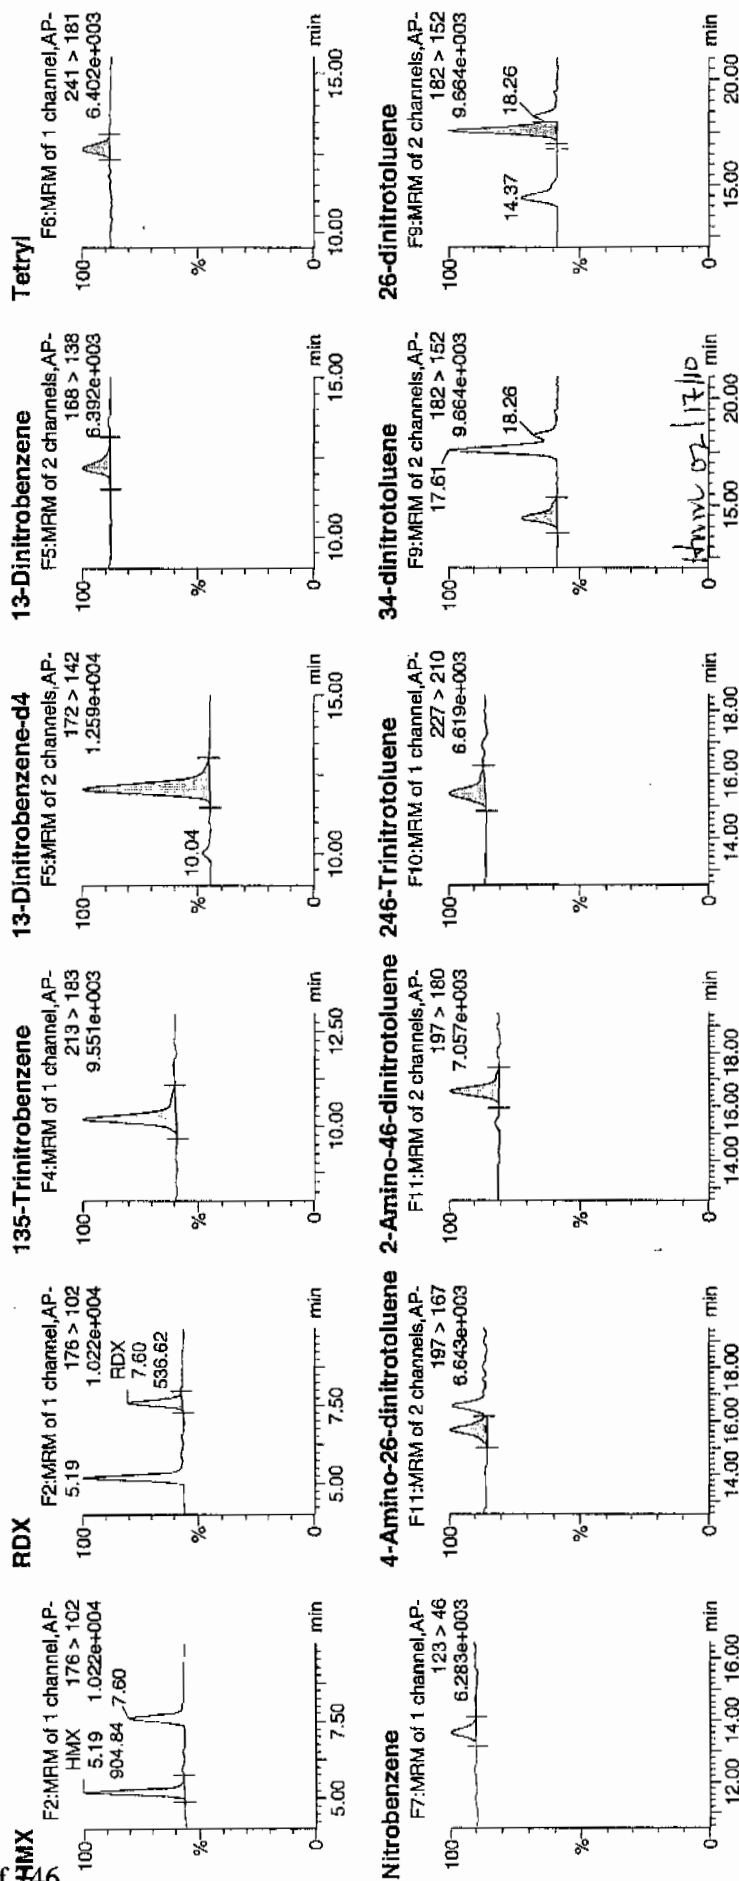 HMX
F2:MRM of 1 channel,AP-
HMX
176 > 102
5.19
1.022e+004
904.84
7.60
100
%
0
5.00
7.50
min
RDX
F2:MRM of 1 channel,AP-
5.19
176 > 102
1.022e+004
RDX
7.60
536.62
100
%
0
5.00
7.50
min
135-Trinitrobenzene
F4:MRM of 1 channel,AP-
213 > 183
9.551e+003
100
%
0
10.00
12.50
min
13-Dinitrobenzene-d4
F5:MRM of 2 channels,AP-
172 > 142
1.259e+004
10.04
100
%
0
10.00
15.00
min
13-Dinitrobenzene
F5:MRM of 2 channels,AP-
168 > 138
6.392e+003
100
%
0
10.00
15.00
min
Tetryl
F6:MRM of 1 channel,AP-
241 > 181
6.402e+003
100
%
0
10.00
15.00
min
Nitrobenzene
F7:MRM of 1 channel,AP-
123 > 46
6.283e+003
100
%
0
12.00
14.00
16.00
min
4-Amino-26-dinitrotoluene
F11:MRM of 2 channels,AP-
197 > 167
6.643e+003
100
%
0
14.00
16.00
18.00
min
2-Amino-46-dinitrotoluene
F11:MRM of 2 channels,AP-
197 > 180
7.057e+003
100
%
0
14.00
16.00
18.00
min
246-Trinitrotoluene
F10:MRM of 1 channel,AP-
227 > 210
6.619e+003
100
%
0
14.00
16.00
18.00
min
34-dinitrotoluene
F9:MRM of 2 channels,AP-
17.61
182 > 152
9.664e+003
18.26
100
%
0
15.00
20.00
min
02/17/10
26-dinitrotoluene
F9:MRM of 2 channels,AP-
182 > 152
9.664e+003
14.37
18.26
100
%
0
15.00
20.00
min